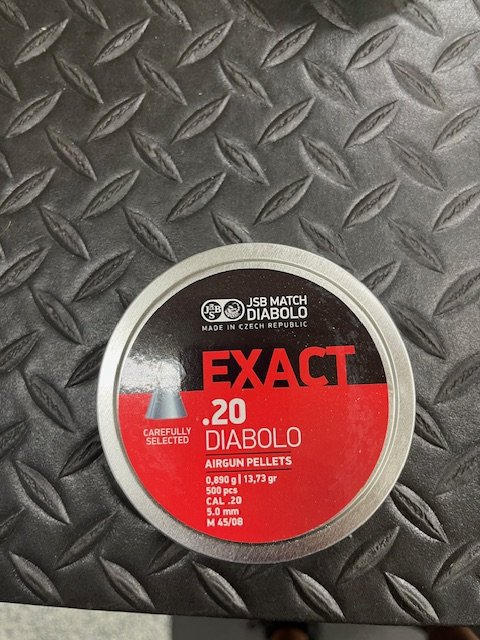 JSB
JSB MATCH
DIABOLO
MADE IN CZECH REPUBLIC
EXACT
.20
DIABOLO
CAREFULLY
SELECTED
AIRGUN PELLETS
0,890 g | 13,73 gr
500 pcs
CAL .20
5.0 mm
M 45/08